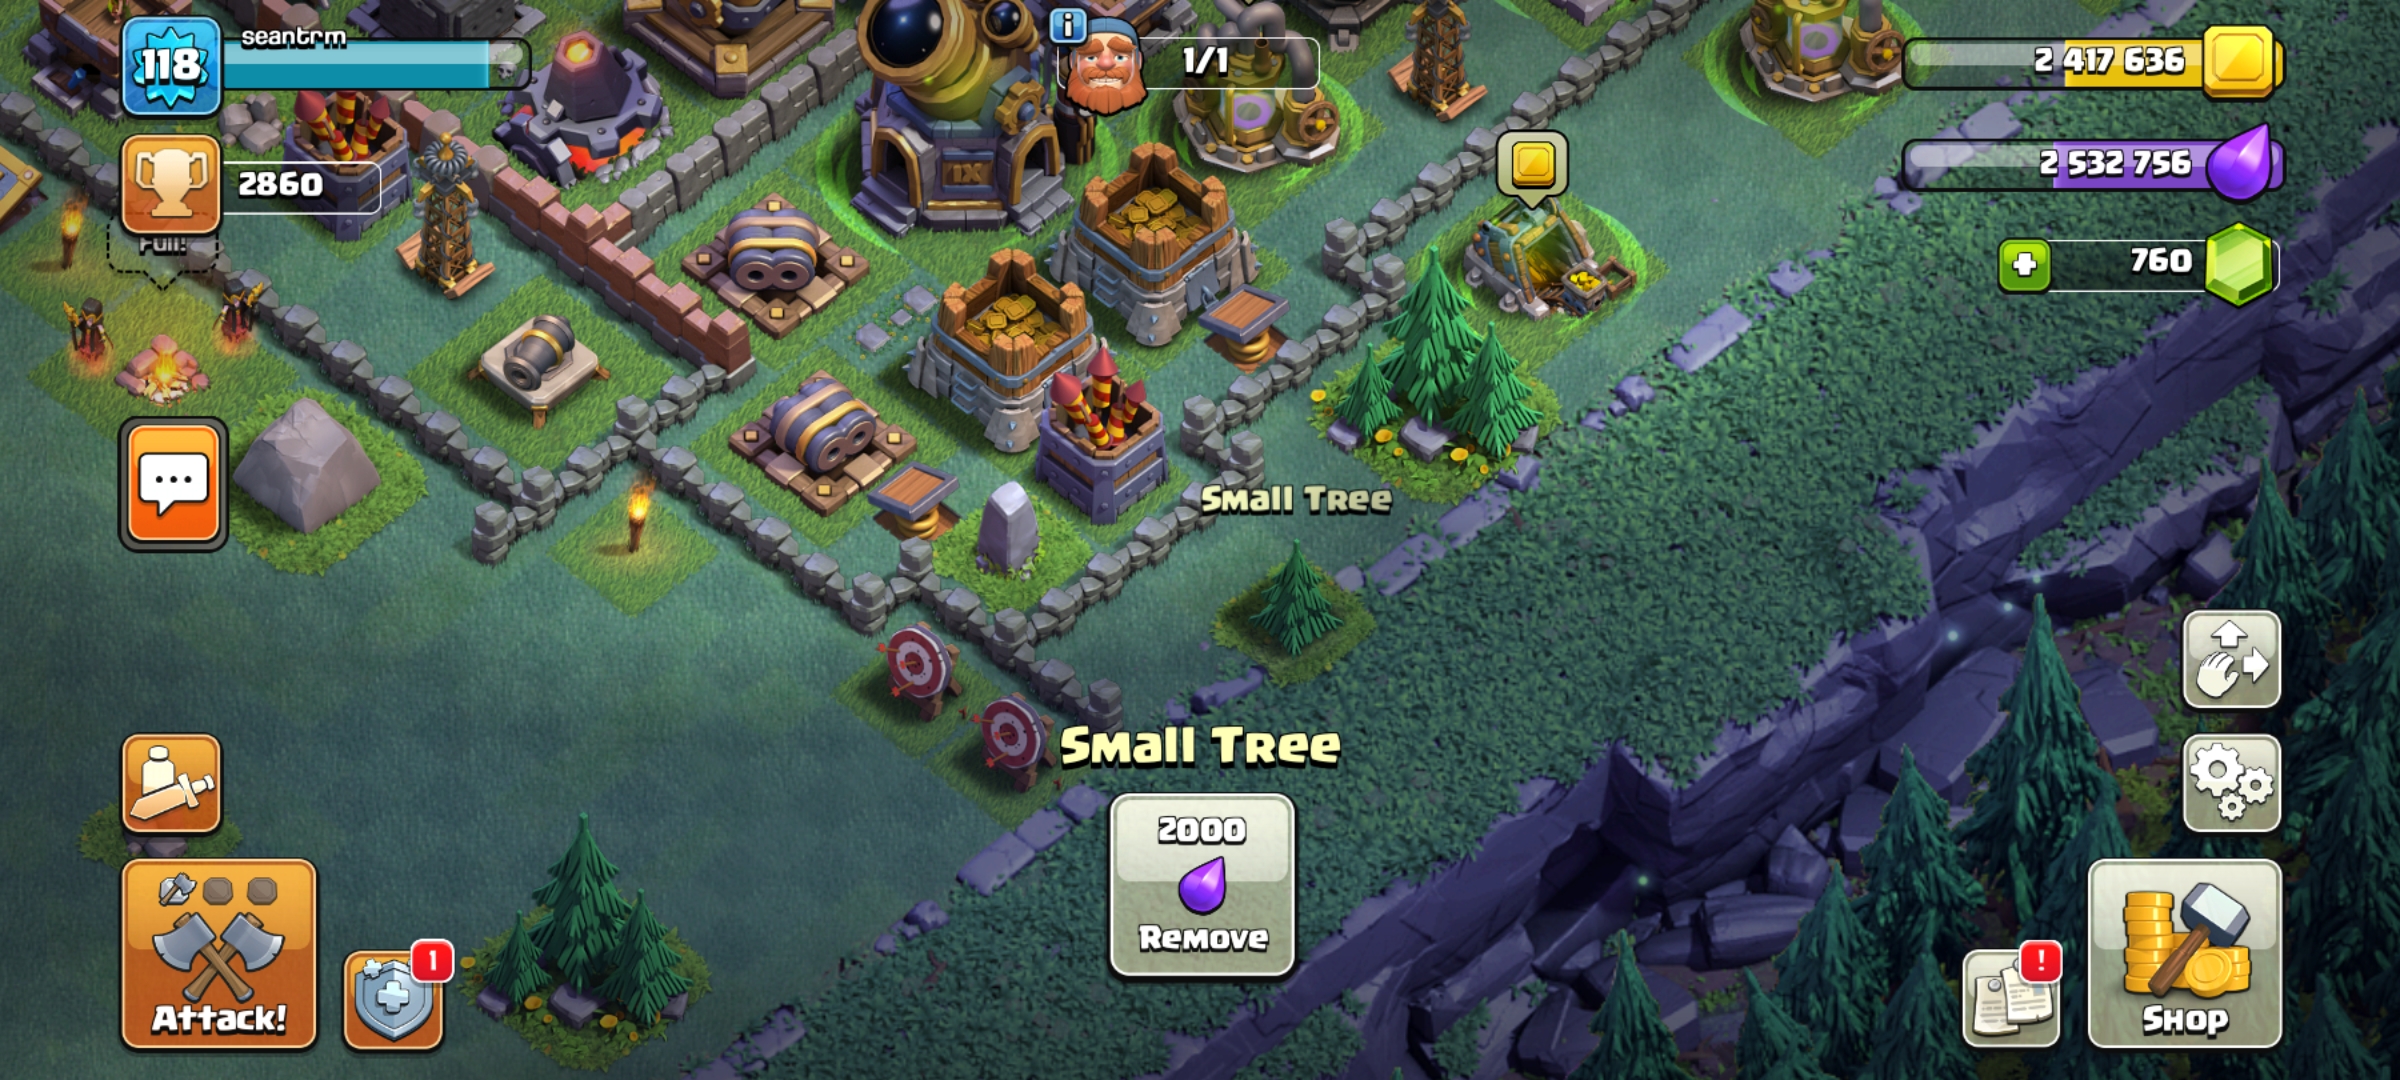 118
seantrm
1/1
2 417 636
2860
2 532 756
Full!
760
IX
Small Tree
Small Tree
2000
Remove
Attack!
1
!
Shop